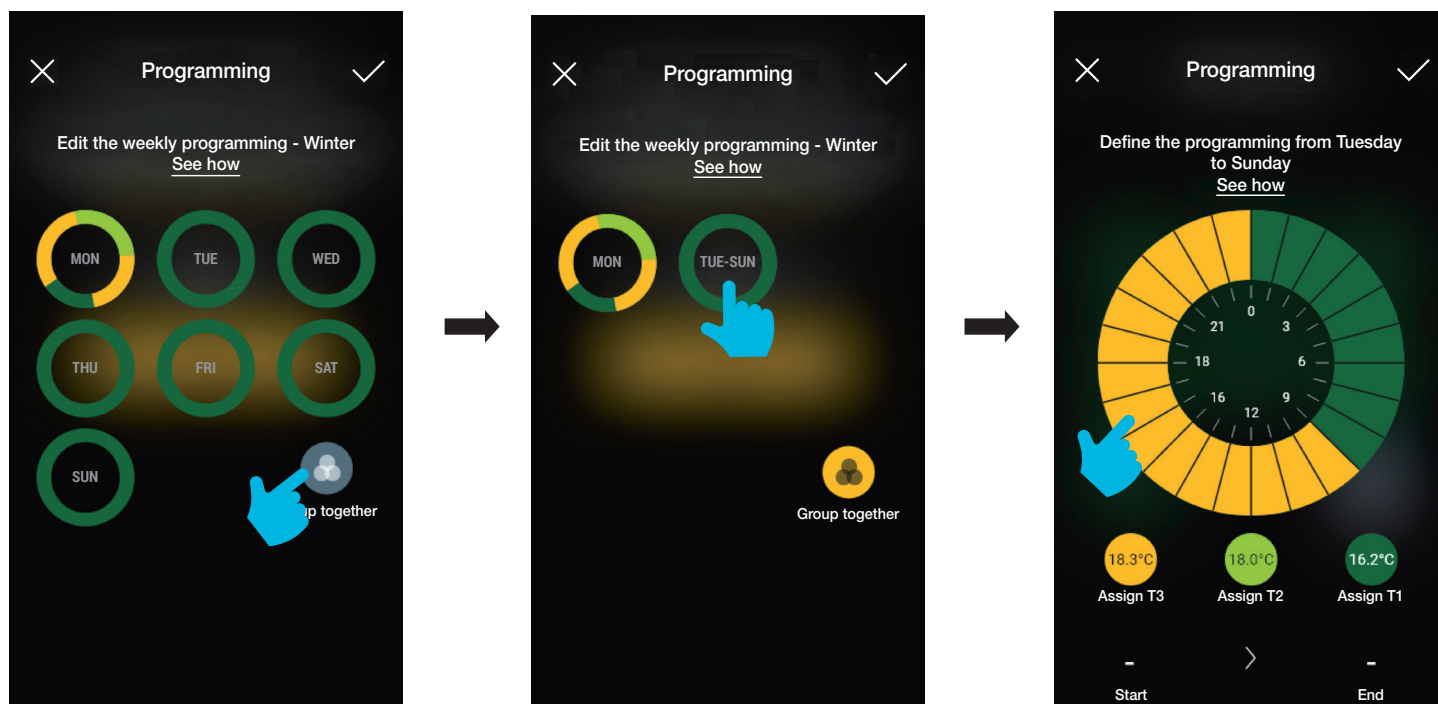 Programming
Edit the weekly programming - Winter
See how
MON
TUE
WED
THU
FRI
SAT
SUN
up together
Programming
Edit the weekly programming - Winter
See how
MON
TUE-SUN
Group together
Programming
Define the programming from Tuesday
to Sunday
See how
0
3
6
9
12
16
18
21
18.3°C
18.0°C
16.2°C
Assign T3
Assign T2
Assign T1
-
-
Start
End